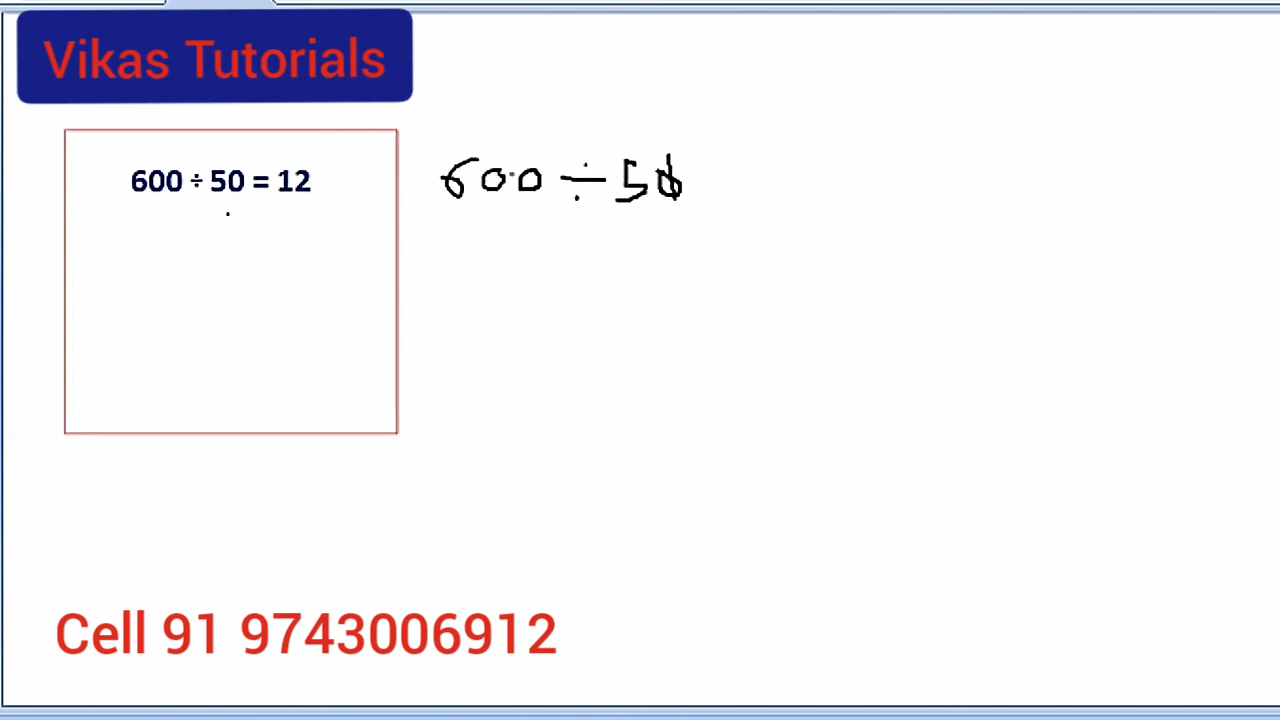 Vikas Tutorials
600 ÷ 50 = 12
600 ÷ 50
Cell 91 9743006912